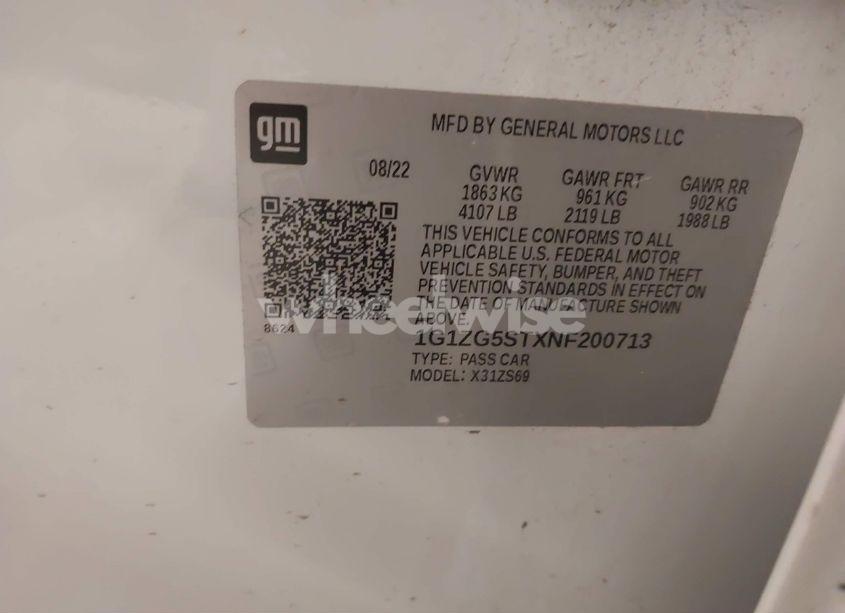 gm
MFD BY GENERAL MOTORS LLC
08/22 GVWR GAWR FRT GAWR RR
1863 KG 961 KG 902 KG
4107 LB 2119 LB 1988 LB
THIS VEHICLE CONFORMS TO ALL
APPLICABLE U.S. FEDERAL MOTOR
VEHICLE SAFETY, BUMPER, AND THEFT
PREVENTION STANDARDS IN EFFECT ON
THE DATE OF MANUFACTURE SHOWN
ABOVE.
8624
1G1ZG5STXNF200713
TYPE: PASS CAR
MODEL: X31ZS69
wheelwise